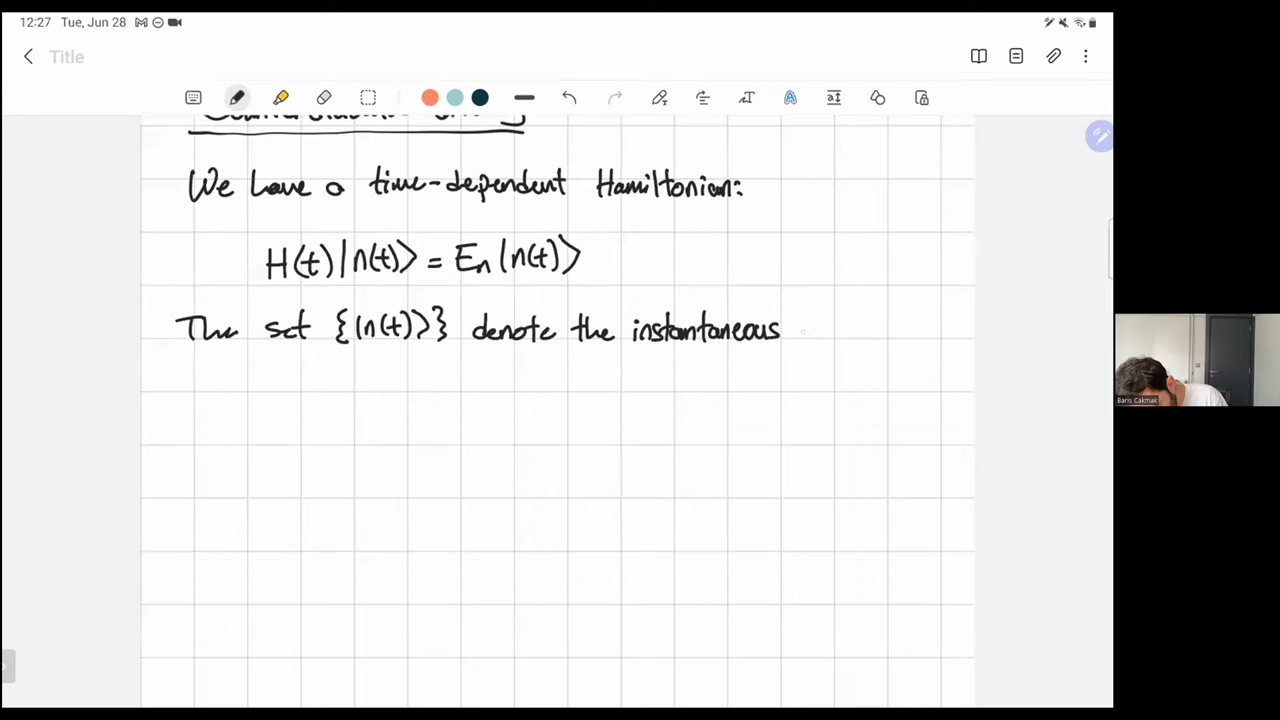 12:27 Tue, Jun 28
Title
We have a time-dependent Hamiltonian:
H(t)|n(t)⟩ = En|n(t)⟩
The set {|n(t)⟩} denote the instantaneous
Baris Cakmak